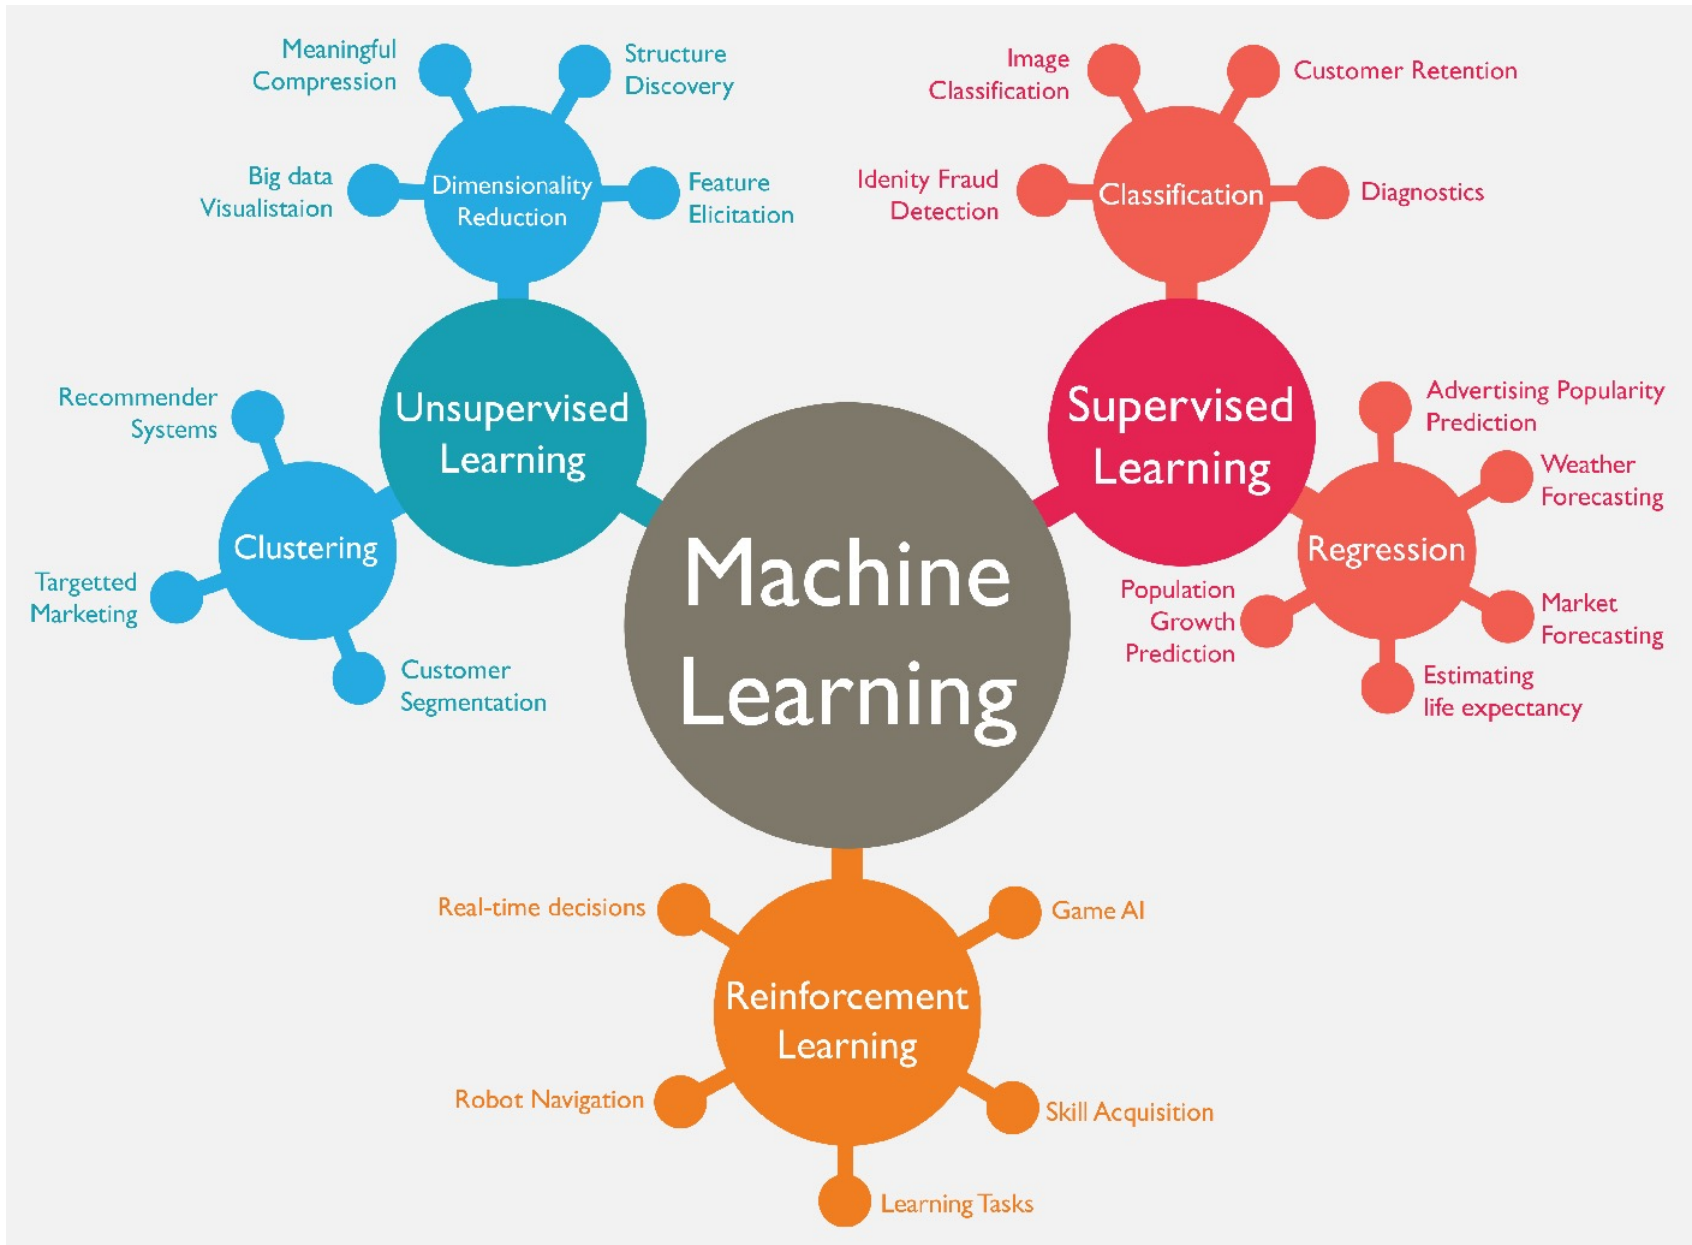 Meaningful
Compression
Structure
Discovery
Big data
Visualistaion
Dimensionality
Reduction
Feature
Elicitation
Image
Classification
Customer Retention
Idenity Fraud
Detection
Classification
Diagnostics
Recommender
Systems
Unsupervised
Learning
Clustering
Targetted
Marketing
Customer
Segmentation
Supervised
Learning
Advertising Popularity
Prediction
Weather
Forecasting
Regression
Population
Growth
Prediction
Market
Forecasting
Estimating
life expectancy
Machine
Learning
Real-time decisions
Game AI
Reinforcement
Learning
Robot Navigation
Skill Acquisition
Learning Tasks